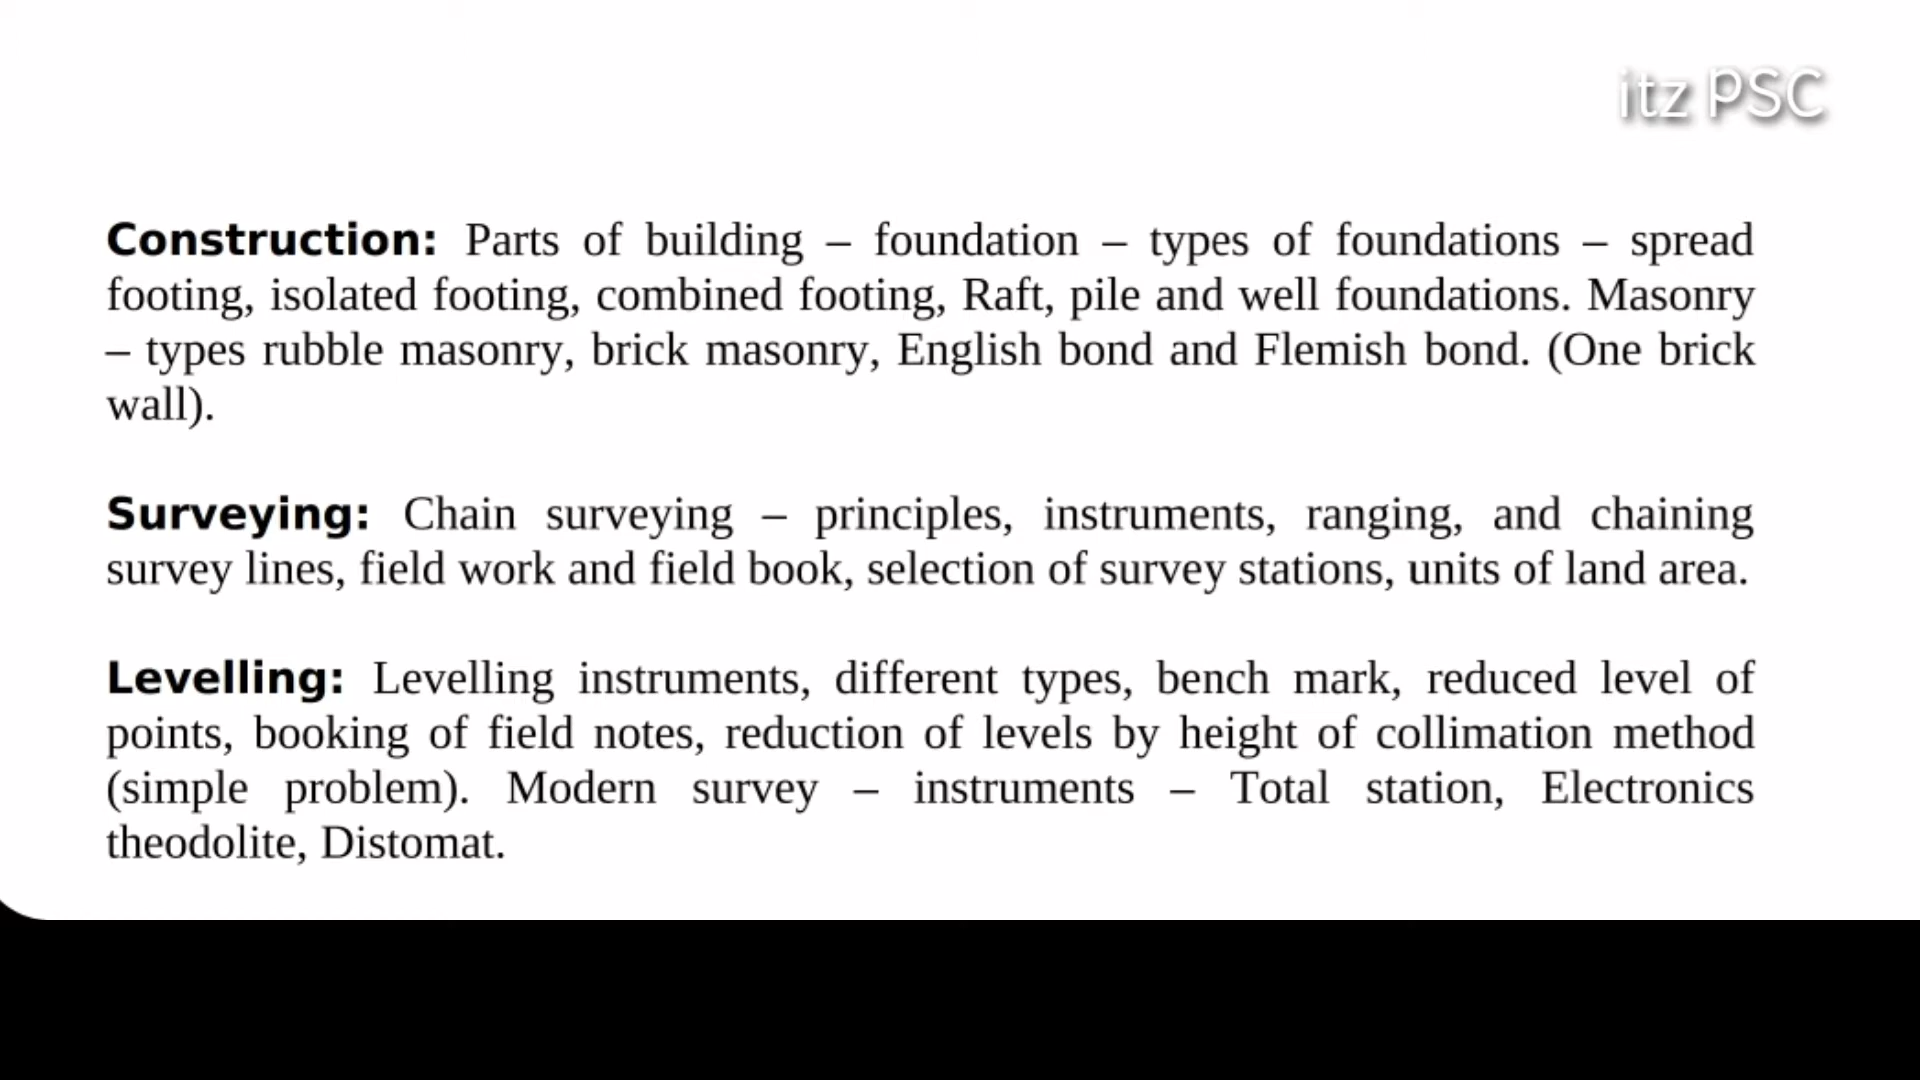 itz PSC
Construction: Parts of building – foundation – types of foundations – spread
footing, isolated footing, combined footing, Raft, pile and well foundations. Masonry
– types rubble masonry, brick masonry, English bond and Flemish bond. (One brick
wall).
Surveying: Chain surveying – principles, instruments, ranging, and chaining
survey lines, field work and field book, selection of survey stations, units of land area.
Levelling: Levelling instruments, different types, bench mark, reduced level of
points, booking of field notes, reduction of levels by height of collimation method
(simple problem). Modern survey – instruments – Total station, Electronics
theodolite, Distomat.